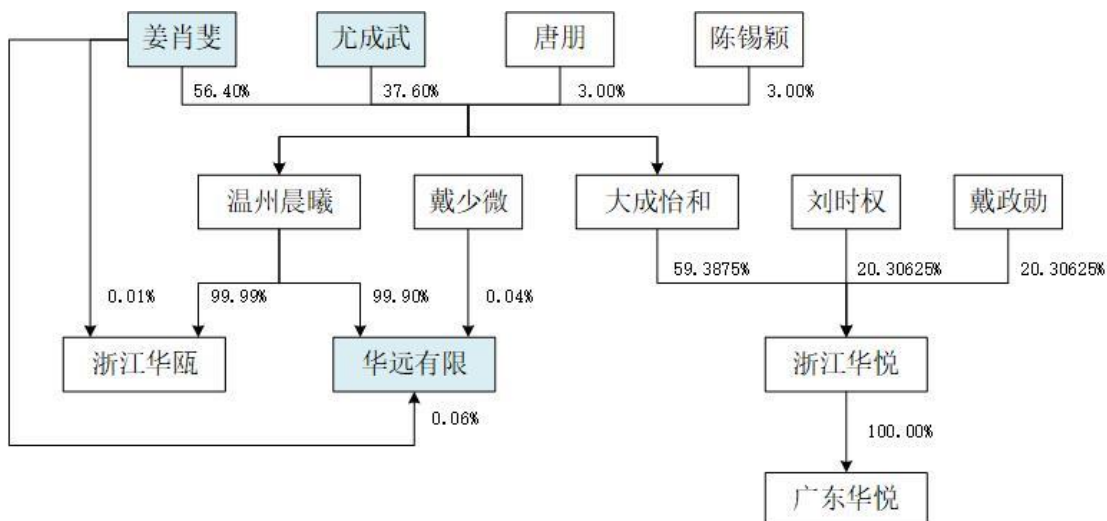 姜肖斐
尤成武
唐朋
陈锡颖
56.40%
37.60%
3.00%
3.00%
温州晨曦
戴少微
大成怡和
刘时权
戴政勋
59.3875%
20.30625%
20.30625%
0.01%
99.99%
99.90%
0.04%
浙江华瓯
华远有限
浙江华悦
0.06%
100.00%
广东华悦